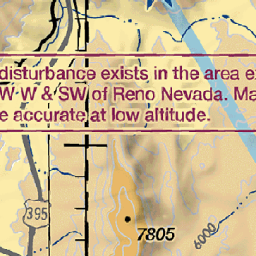 disturbance exists in the area
W W & SW of Reno Nevada. Ma
e accurate at low altitude.
395
7805
6000